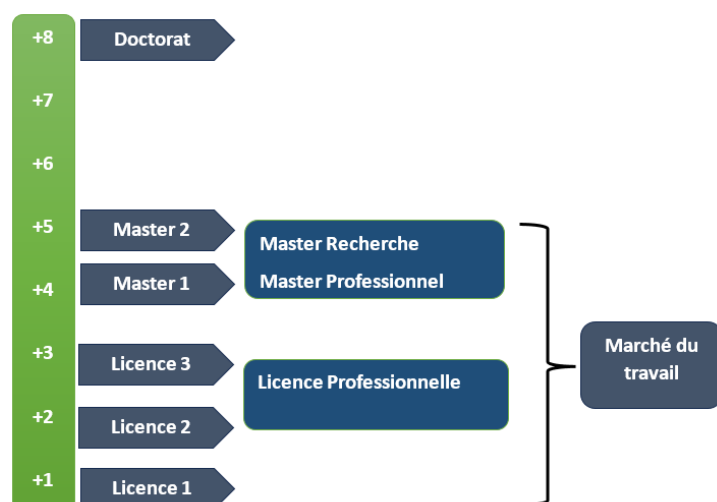 +8
Doctorat
+7
+6
+5
Master 2
Master Recherche
+4
Master 1
Master Professionnel
+3
Licence 3
Licence Professionnelle
Marché du
travail
+2
Licence 2
+1
Licence 1